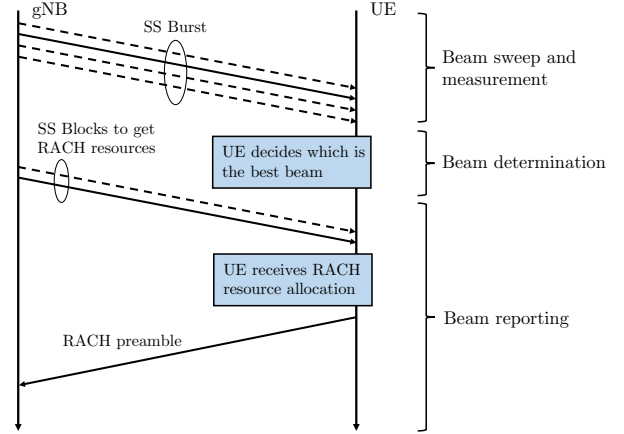 gNB
UE
SS Burst
Beam sweep and
measurement
SS Blocks to get
RACH resources
UE decides which is
the best beam
Beam determination
UE receives RACH
resource allocation
Beam reporting
RACH preamble